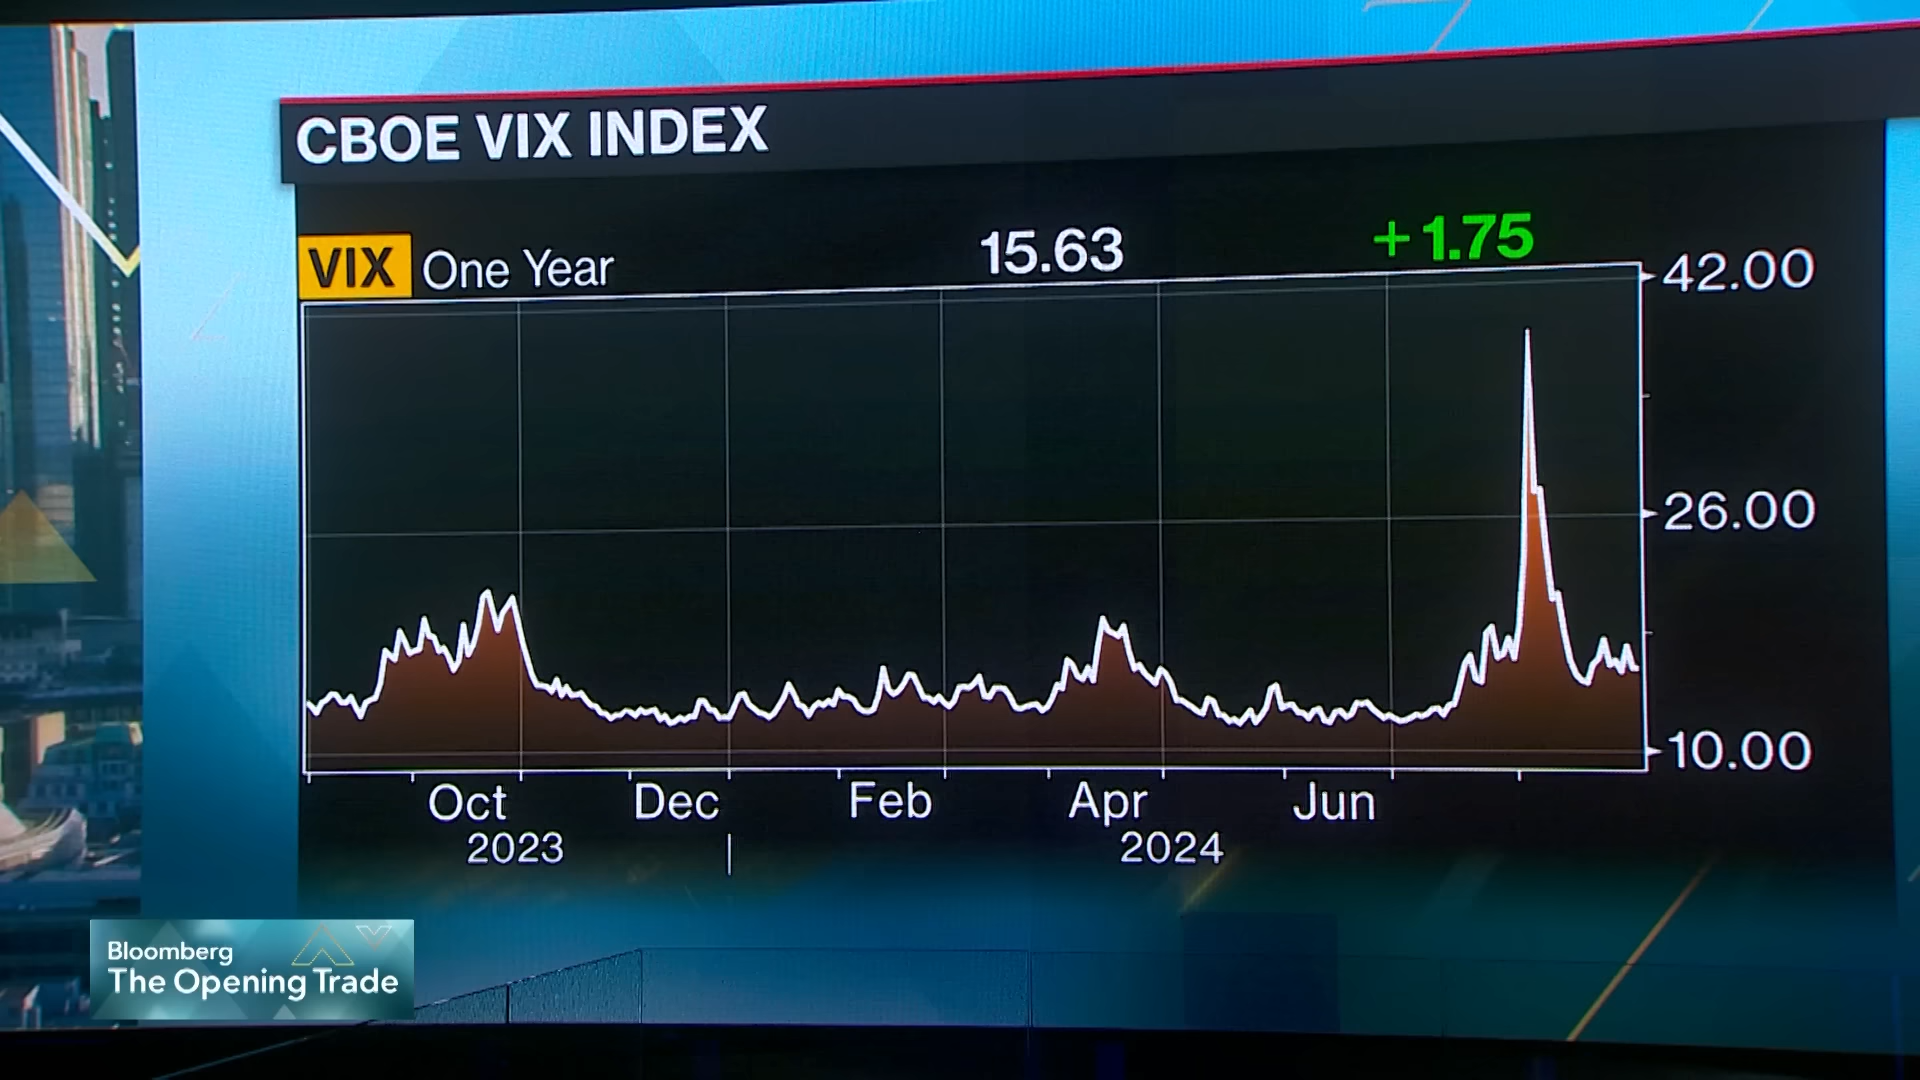 CBOE VIX INDEX
VIX One Year 15.63 +1.75
42.00
26.00
10.00
Oct Dec Feb Apr Jun
2023 2024
Bloomberg
The Opening Trade